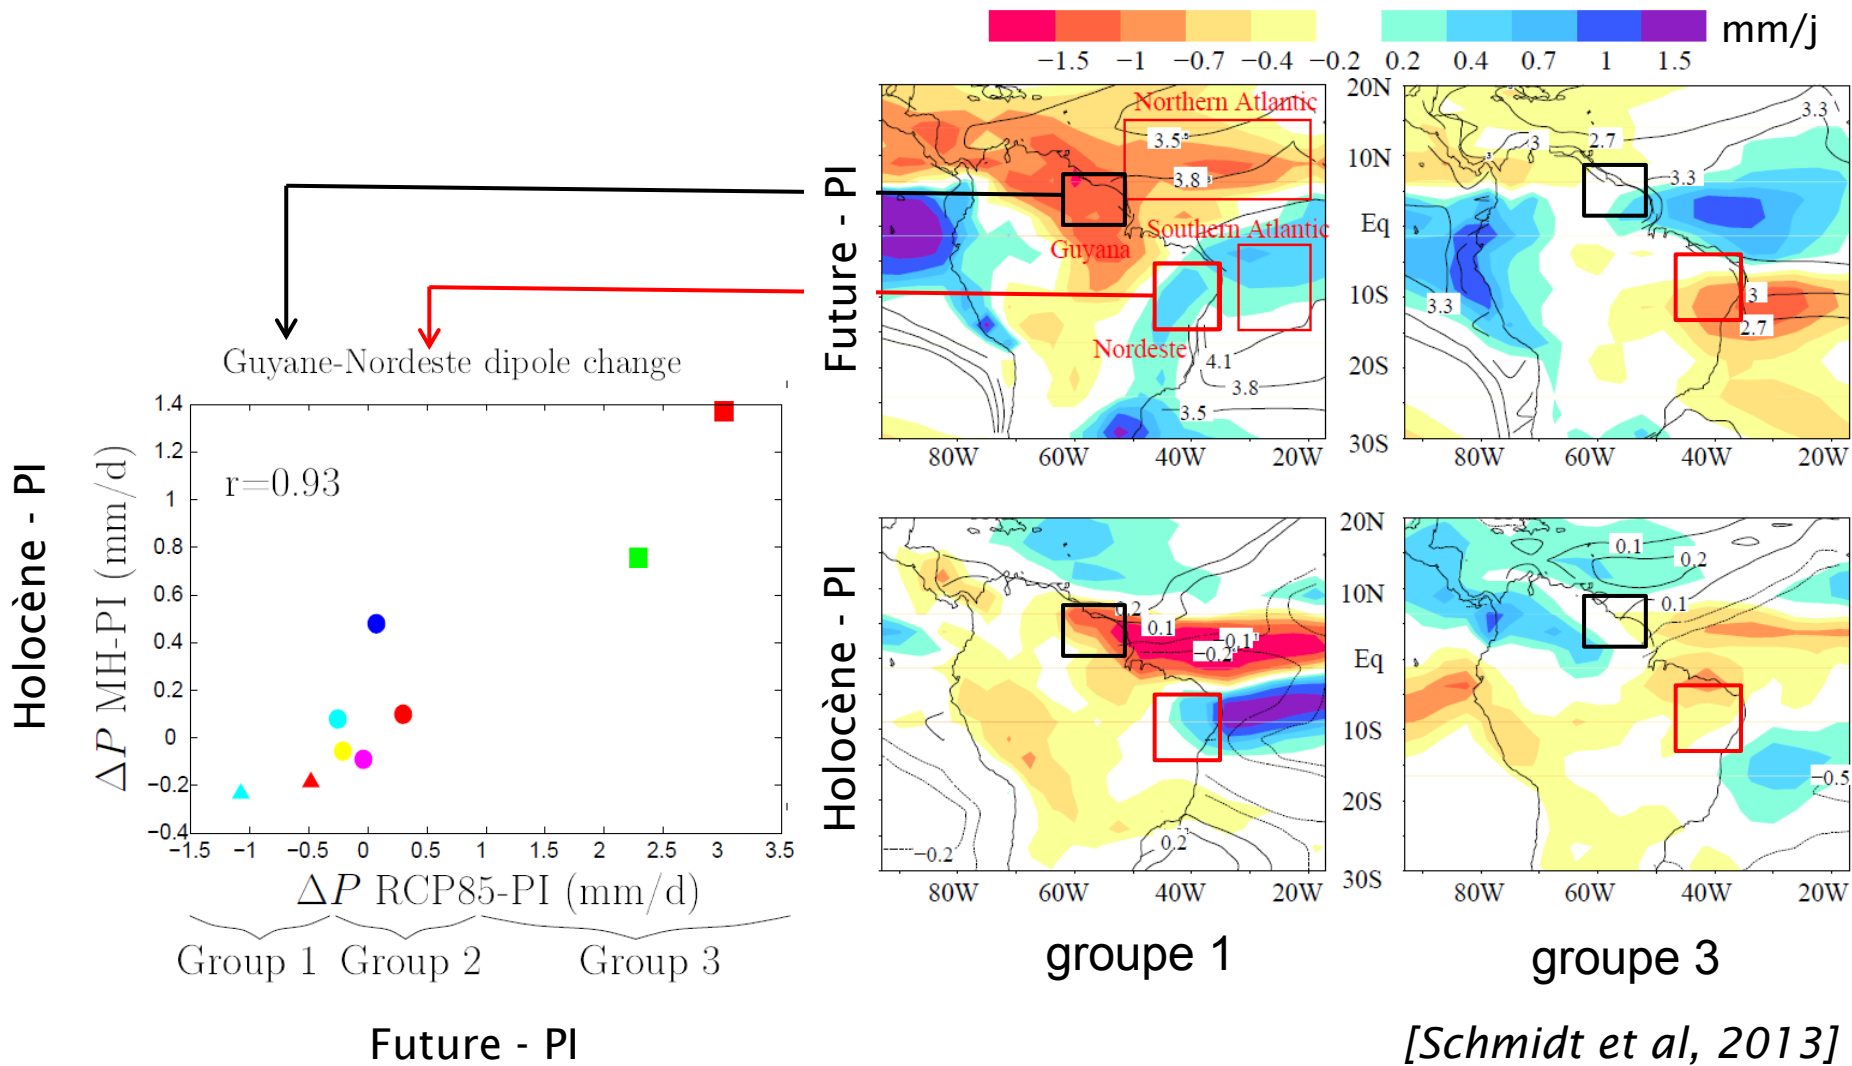 mm/j
−1.5 −1 −0.7 −0.4 −0.2 0.2 0.4 0.7 1 1.5
Future - PI
Northern Atlantic
3.5
3.8
Guyana
Southern Atlantic
Nordeste
4.1
3.8
3.5
20N
10N
Eq
10S
20S
30S
80W 60W 40W 20W
3.3
3
2.7
3
3.3
3.3
3
2.7
80W 60W 40W 20W
Guyane-Nordeste dipole change
Holocène - PI
ΔP MH-PI (mm/d)
1.4
1.2
1
0.8
0.6
0.4
0.2
0
−0.2
−0.4
r=0.93
−1.5 −1 −0.5 0 0.5 1 1.5 2 2.5 3 3.5
ΔP RCP85-PI (mm/d)
Group 1 Group 2 Group 3
Future - PI
Holocène - PI
0.2
0.1
−0.1
−0.2
−0.2
0.2
20N
10N
Eq
10S
20S
30S
80W 60W 40W 20W
0.1
0.2
0.1
−0.5
80W 60W 40W 20W
groupe 1
groupe 3
[Schmidt et al, 2013]